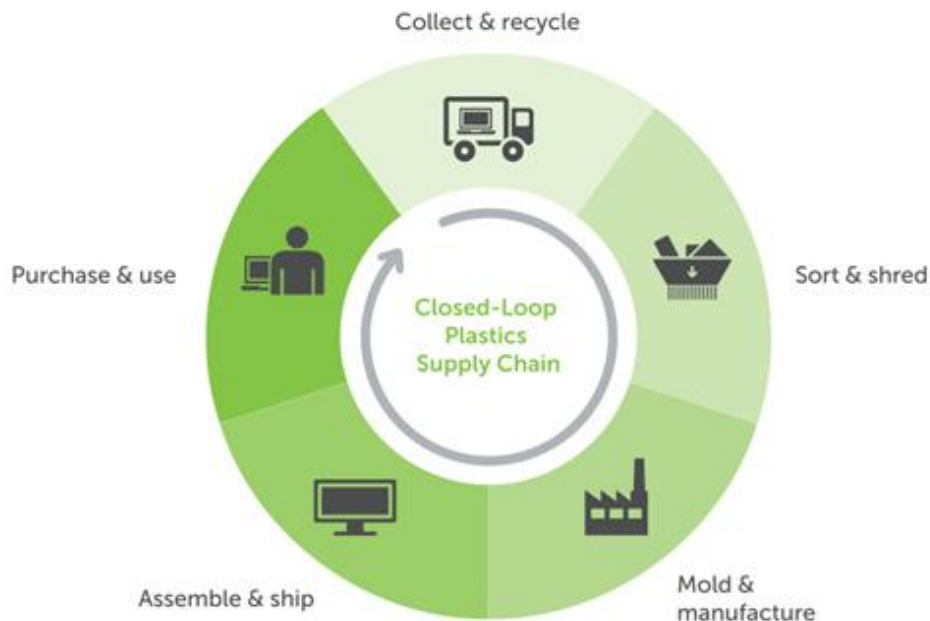 Collect & recycle
Sort & shred
Mold &
manufacture
Assemble & ship
Purchase & use
Closed-Loop
Plastics
Supply Chain